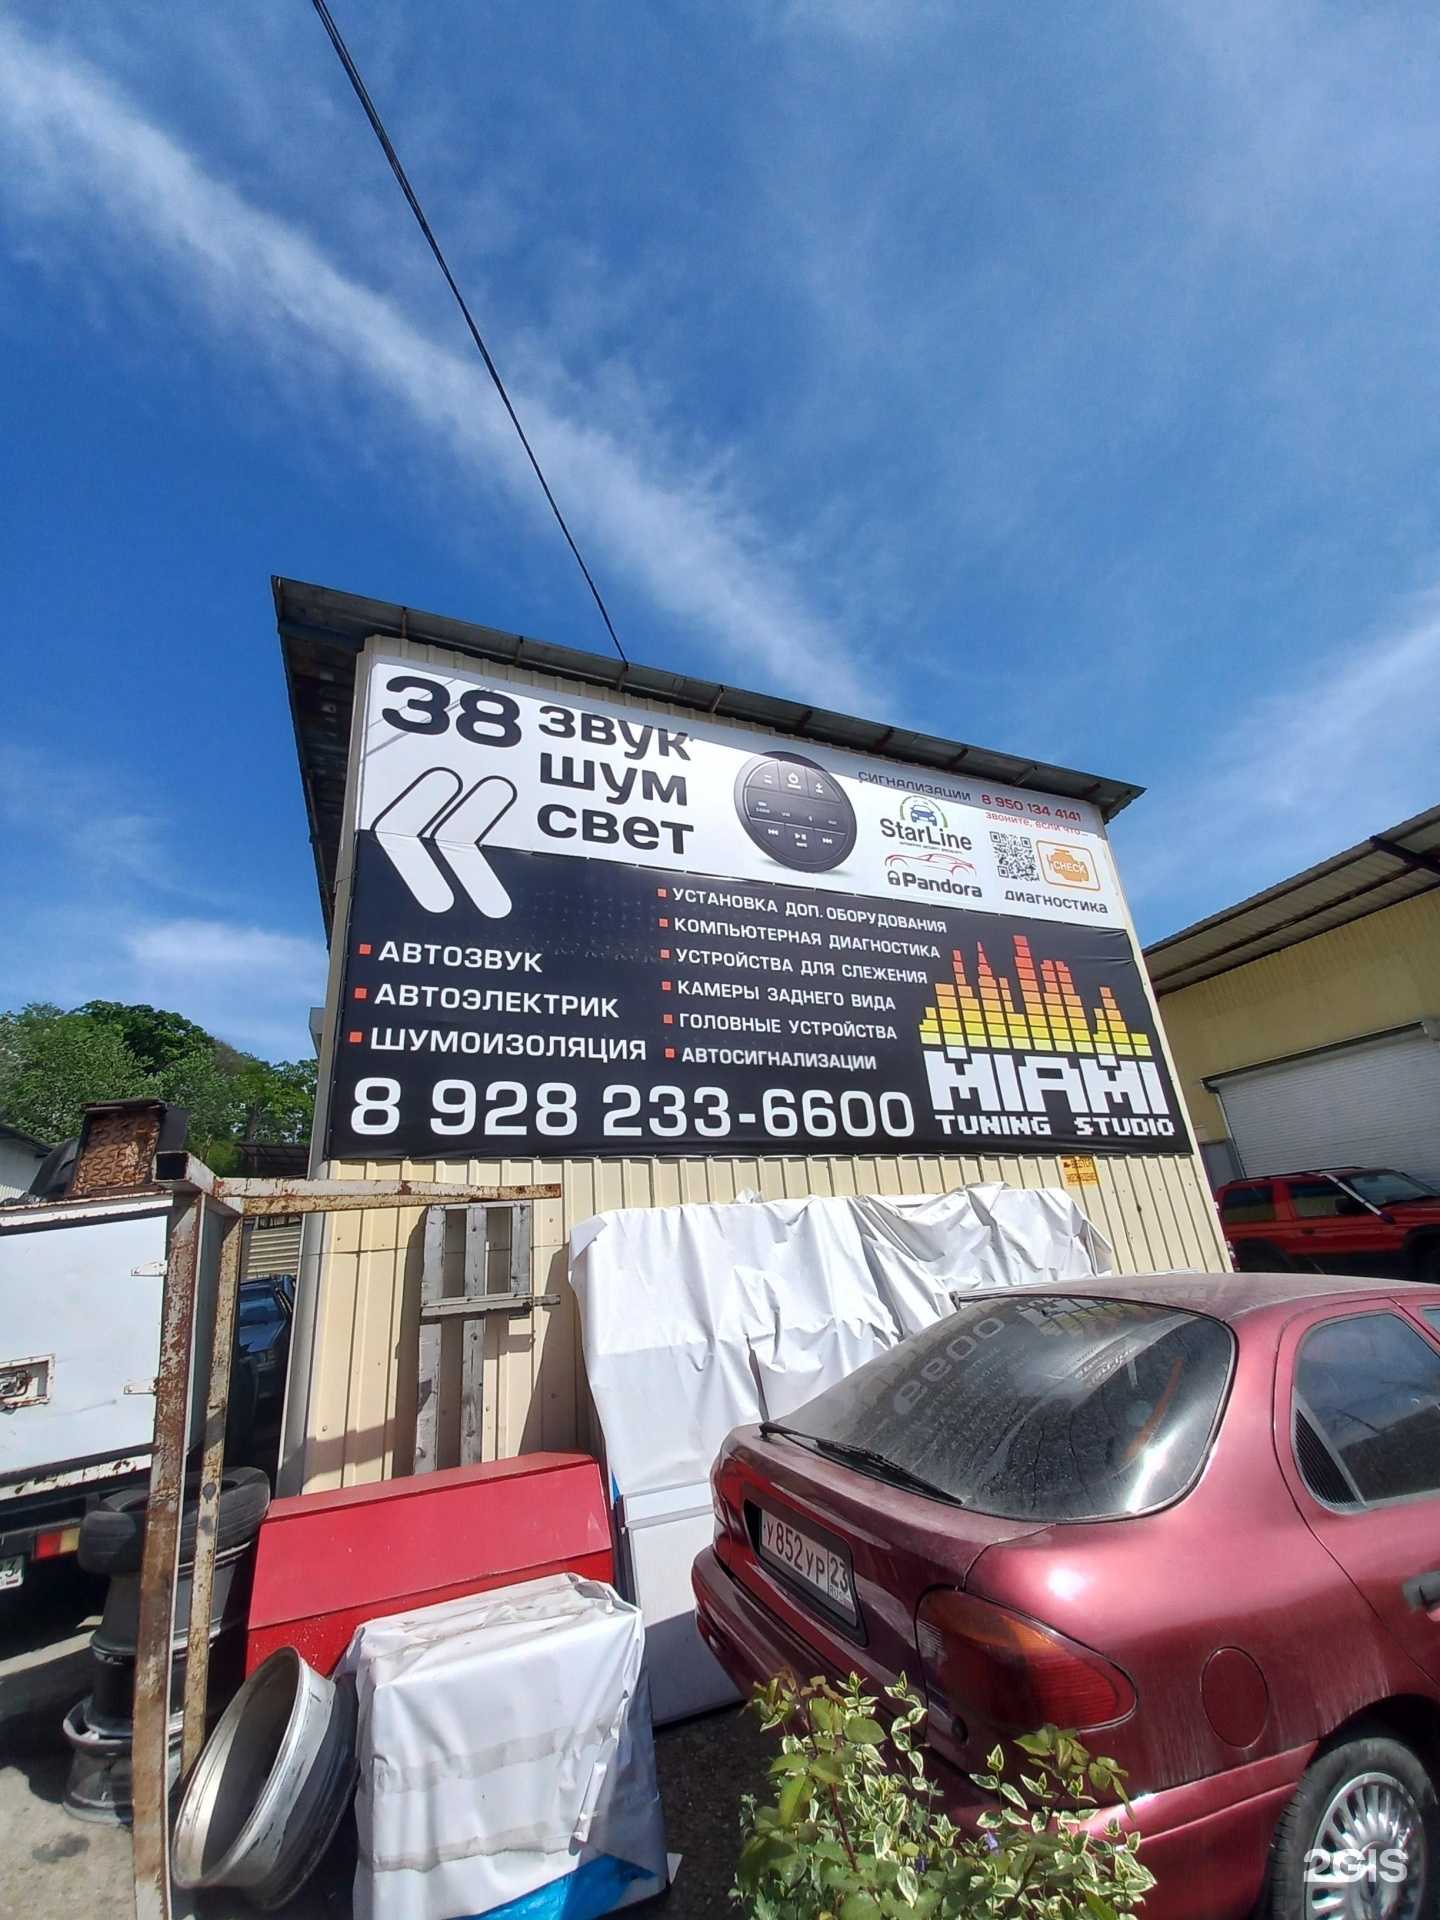 38 звук
шум
свет
сигнализации 8 950 134 4141
звоните, если что...
StarLine
Pandora
CHECK
диагностика
АВТОЗВУК
АВТОЭЛЕКТРИК
ШУМОИЗОЛЯЦИЯ
УСТАНОВКА ДОП. ОБОРУДОВАНИЯ
КОМПЬЮТЕРНАЯ ДИАГНОСТИКА
УСТРОЙСТВА ДЛЯ СЛЕЖЕНИЯ
КАМЕРЫ ЗАДНЕГО ВИДА
ГОЛОВНЫЕ УСТРОЙСТВА
АВТОСИГНАЛИЗАЦИИ
8 928 233-6600
MIAMI
TUNING STUDIO
У852УР 23
2GIS